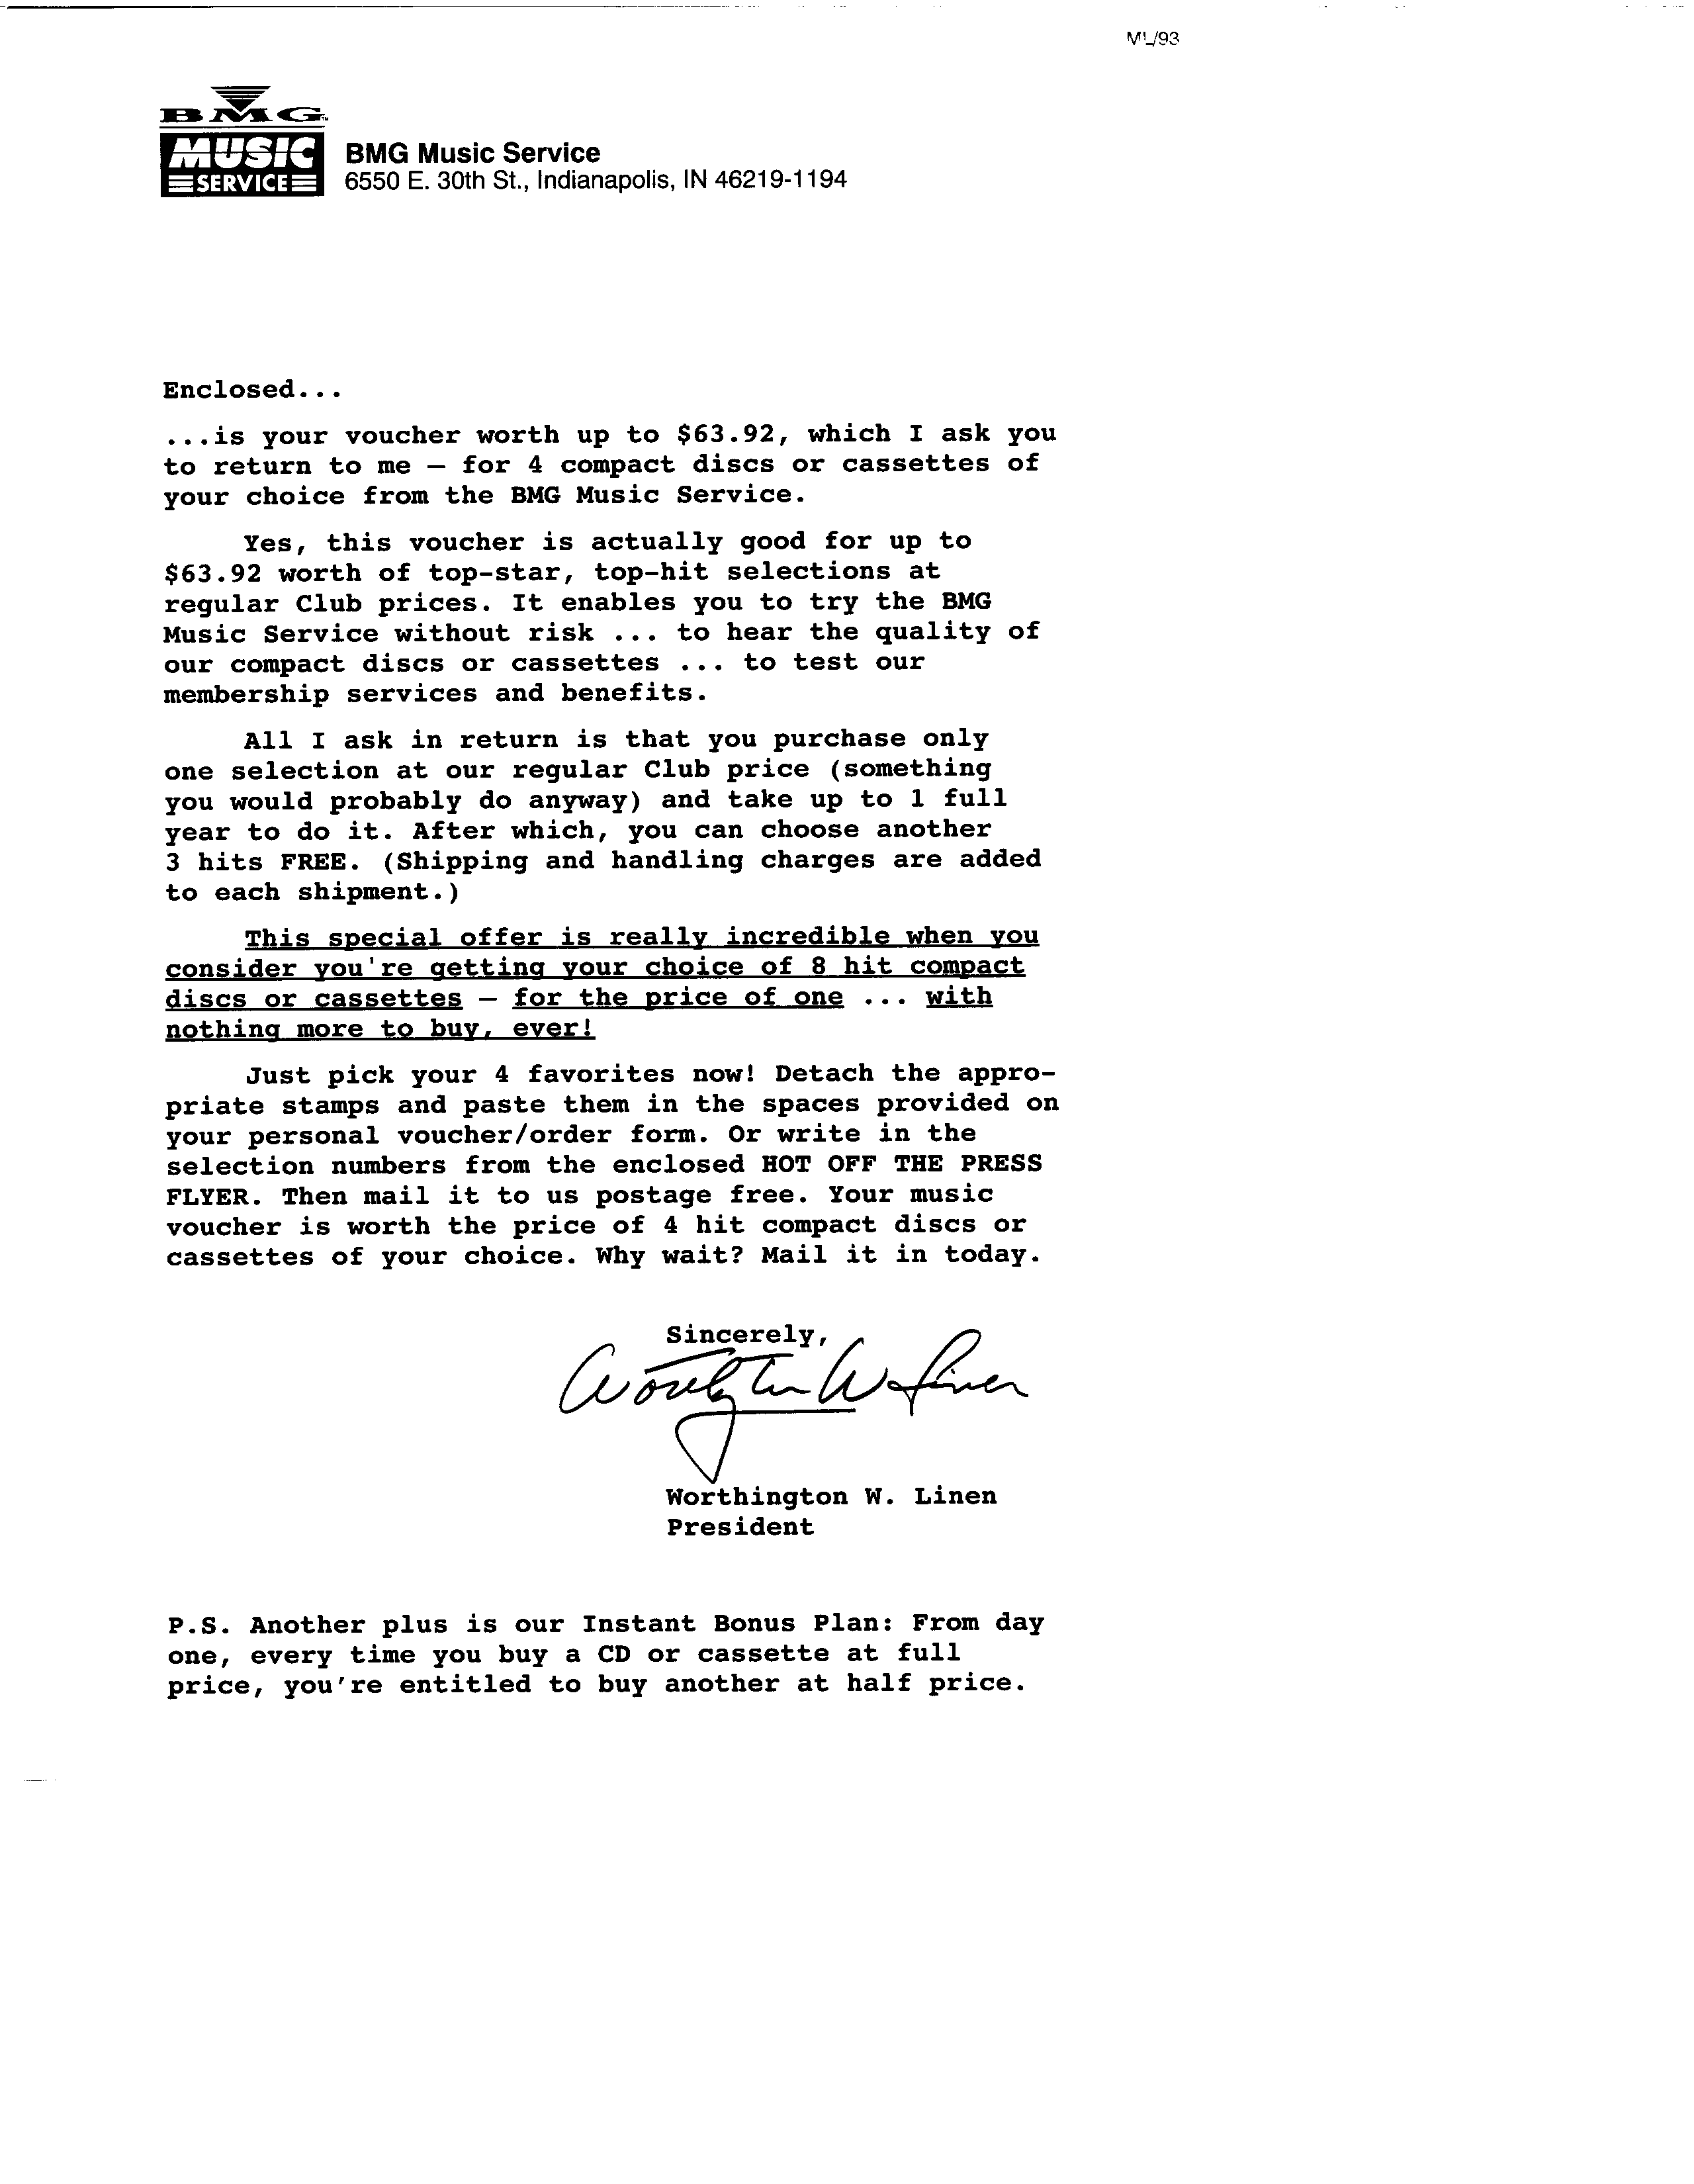 ML/93
BMG
MUSIC
SERVICE
BMG Music Service
6550 E. 30th St., Indianapolis, IN 46219-1194
Enclosed...
...is your voucher worth up to $63.92, which I ask you
to return to me — for 4 compact discs or cassettes of
your choice from the BMG Music Service.
Yes, this voucher is actually good for up to
$63.92 worth of top-star, top-hit selections at
regular Club prices. It enables you to try the BMG
Music Service without risk ... to hear the quality of
our compact discs or cassettes ... to test our
membership services and benefits.
All I ask in return is that you purchase only
one selection at our regular Club price (something
you would probably do anyway) and take up to 1 full
year to do it. After which, you can choose another
3 hits FREE. (Shipping and handling charges are added
to each shipment.)
This special offer is really incredible when you
consider you're getting your choice of 8 hit compact
discs or cassettes — for the price of one ... with
nothing more to buy, ever!
Just pick your 4 favorites now! Detach the appro-
priate stamps and paste them in the spaces provided on
your personal voucher/order form. Or write in the
selection numbers from the enclosed HOT OFF THE PRESS
FLYER. Then mail it to us postage free. Your music
voucher is worth the price of 4 hit compact discs or
cassettes of your choice. Why wait? Mail it in today.
Sincerely,
Worthington W Linen
Worthington W. Linen
President
P.S. Another plus is our Instant Bonus Plan: From day
one, every time you buy a CD or cassette at full
price, you're entitled to buy another at half price.